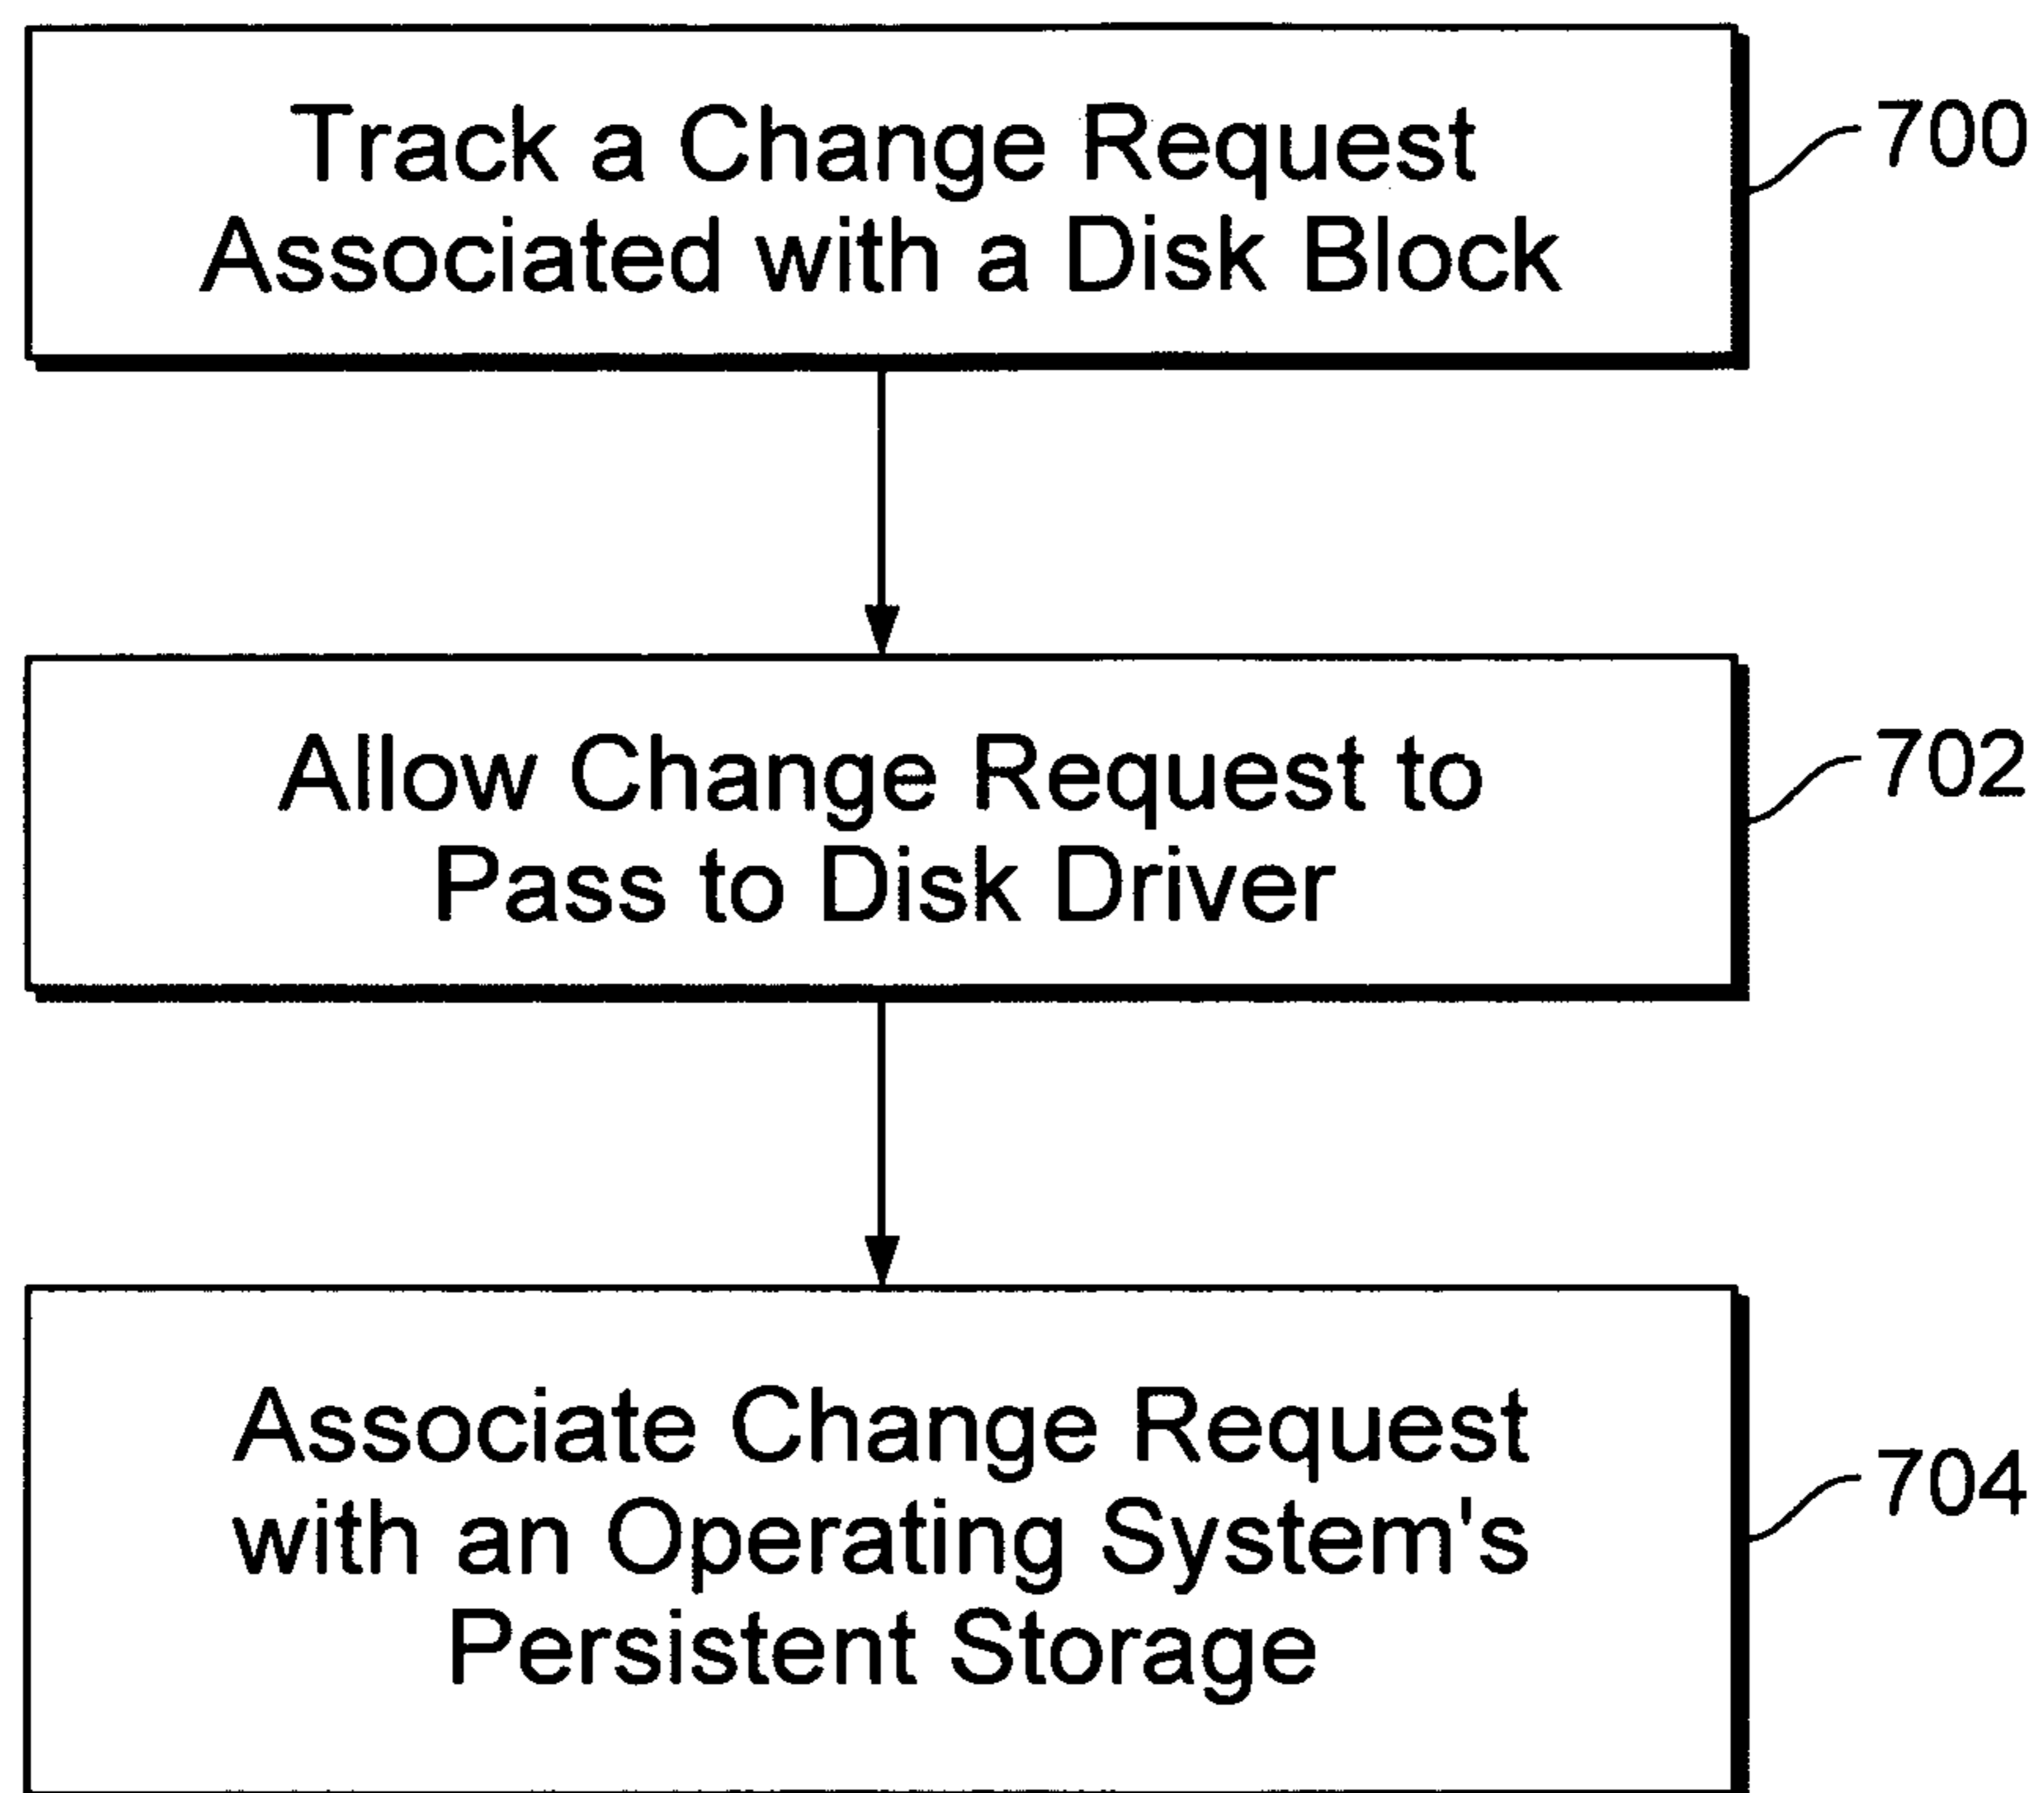 Track a Change Request
Associated with a Disk Block
700
Allow Change Request to
Pass to Disk Driver
702
Associate Change Request
with an Operating System's
Persistent Storage
704